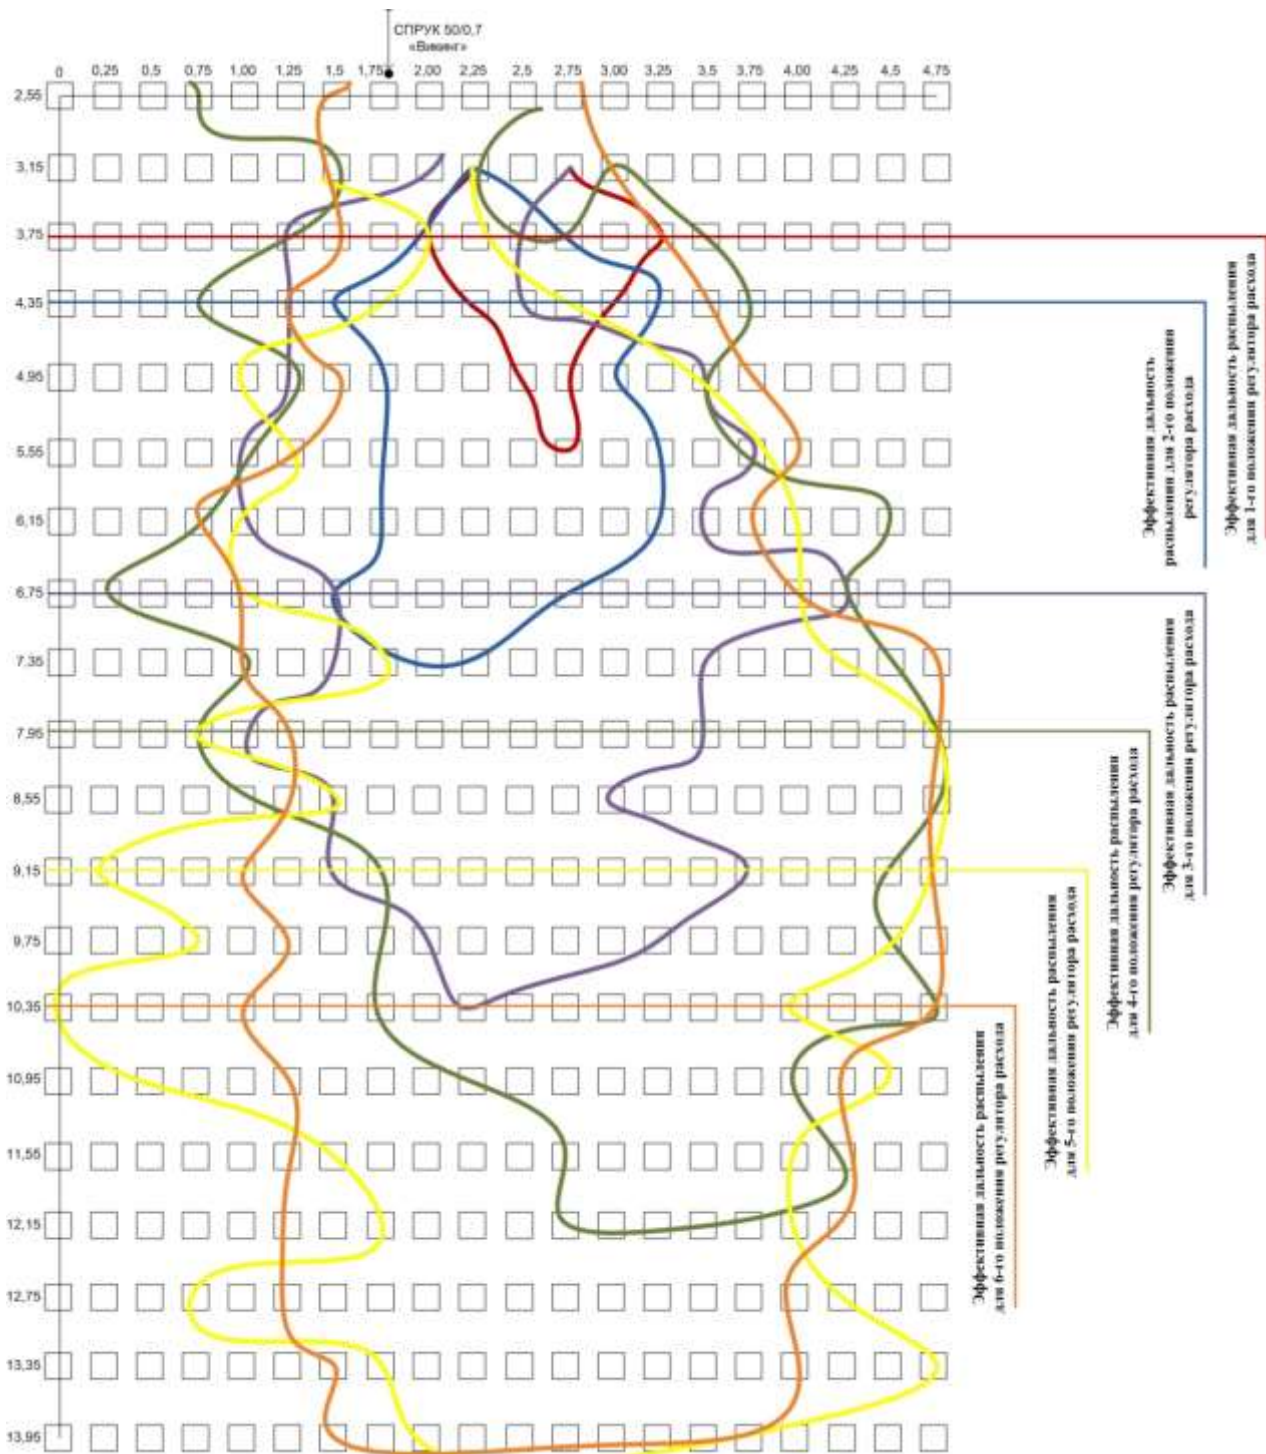 СПРУК 50/0,7
«Викинг»
0 0,25 0,5 0,75 1,00 1,25 1,5 1,75 2,00 2,25 2,5 2,75 3,00 3,25 3,5 3,75 4,00 4,25 4,5 4,75
2,55
3,15
3,75
4,35
4,95
5,55
6,15
6,75
7,35
7,95
8,55
9,15
9,75
10,35
10,95
11,55
12,15
12,75
13,35
13,95
Эффективная дальность распыления
для 1-го положения регулитора расхода
Эффективная дальность
распыления для 2-го положения
регулитора расхода
Эффективная дальность распыления
для 3-го положения регулитора расхода
Эффективная дальность распыления
для 4-го положения регулитора расхода
Эффективная дальность распыления
для 5-го положения регулитора расхода
Эффективная дальность распыления
для 6-го положения регулитора расхода